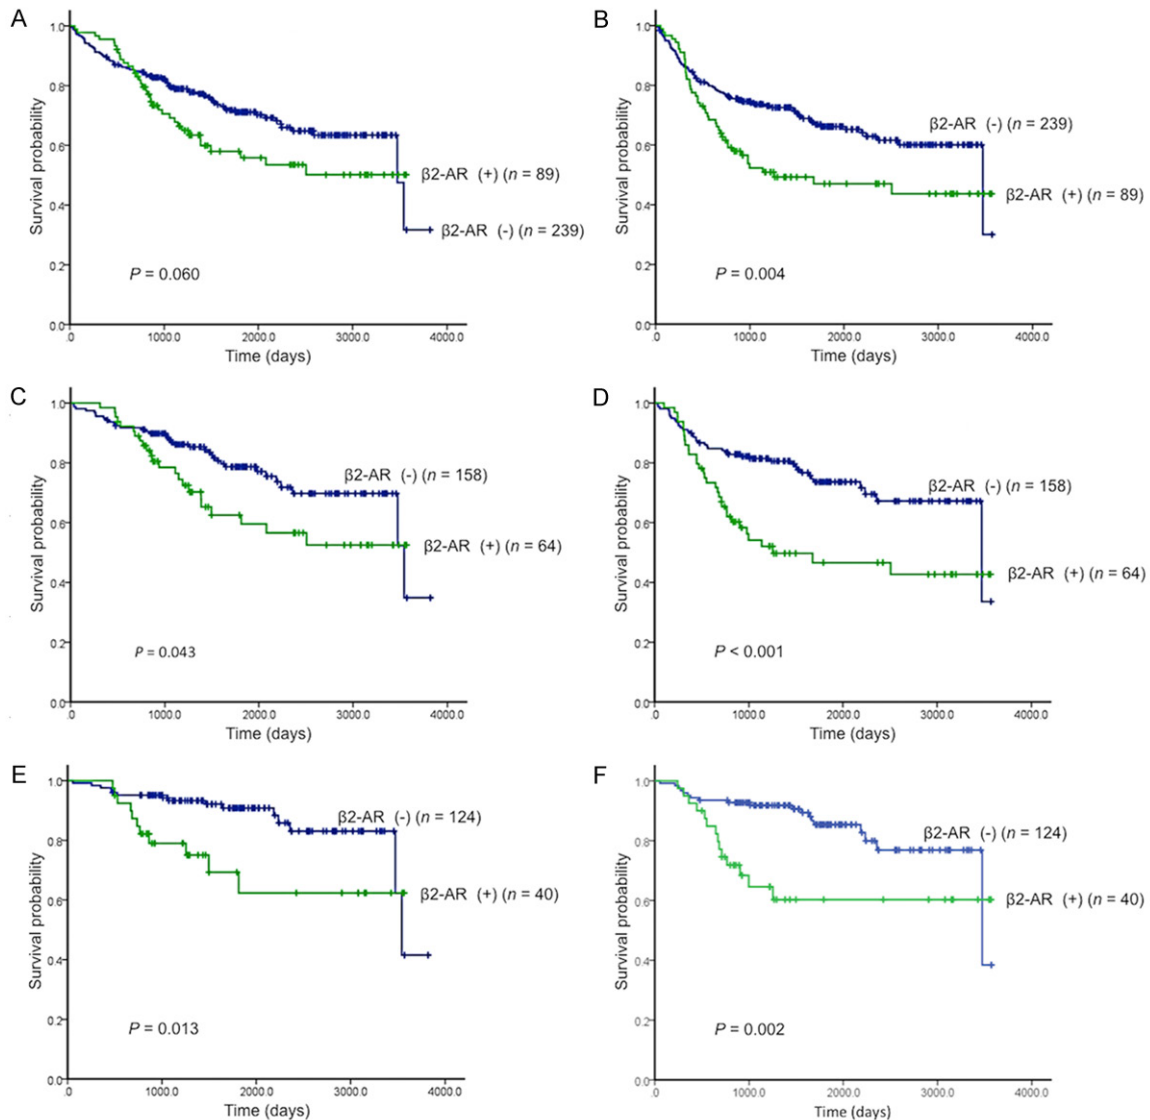 A
Survival probability
1.0
0.8
0.6
0.4
0.2
0.0
β2-AR (+) (n = 89)
β2-AR (-) (n = 239)
P = 0.060
.0 1000.0 2000.0 3000.0 4000.0
Time (days)
B
Survival probability
1.0
0.8
0.6
0.4
0.2
0.0
β2-AR (-) (n = 239)
β2-AR (+) (n = 89)
P = 0.004
.0 1000.0 2000.0 3000.0 4000.0
Time (days)
C
Survival probability
1.0
0.8
0.6
0.4
0.2
0.0
β2-AR (-) (n = 158)
β2-AR (+) (n = 64)
P = 0.043
.0 1000.0 2000.0 3000.0 4000.0
Time (days)
D
Survival probability
1.0
0.8
0.6
0.4
0.2
0.0
β2-AR (-) (n = 158)
β2-AR (+) (n = 64)
P < 0.001
.0 1000.0 2000.0 3000.0 4000.0
Time (days)
E
Survival probability
1.0
0.8
0.6
0.4
0.2
.0
β2-AR (-) (n = 124)
β2-AR (+) (n = 40)
P = 0.013
.0 1000.0 2000.0 3000.0 4000.0
Time (days)
F
Survival probability
1.0
0.8
0.6
0.4
0.2
0.0
β2-AR (-) (n = 124)
β2-AR (+) (n = 40)
P = 0.002
.0 1000.0 2000.0 3000.0 4000.0
Time (days)